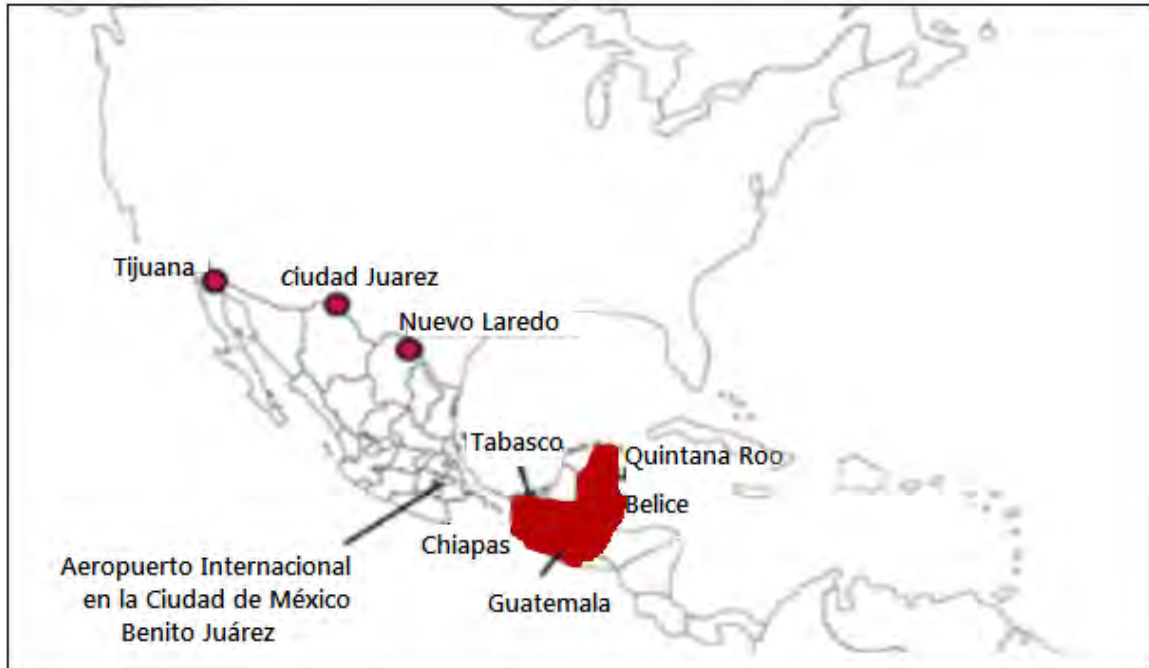 Tijuana
Ciudad Juarez
Nuevo Laredo
Tabasco
Quintana Roo
Belice
Chiapas
Aeropuerto Internacional
en la Ciudad de México
Benito Juárez
Guatemala